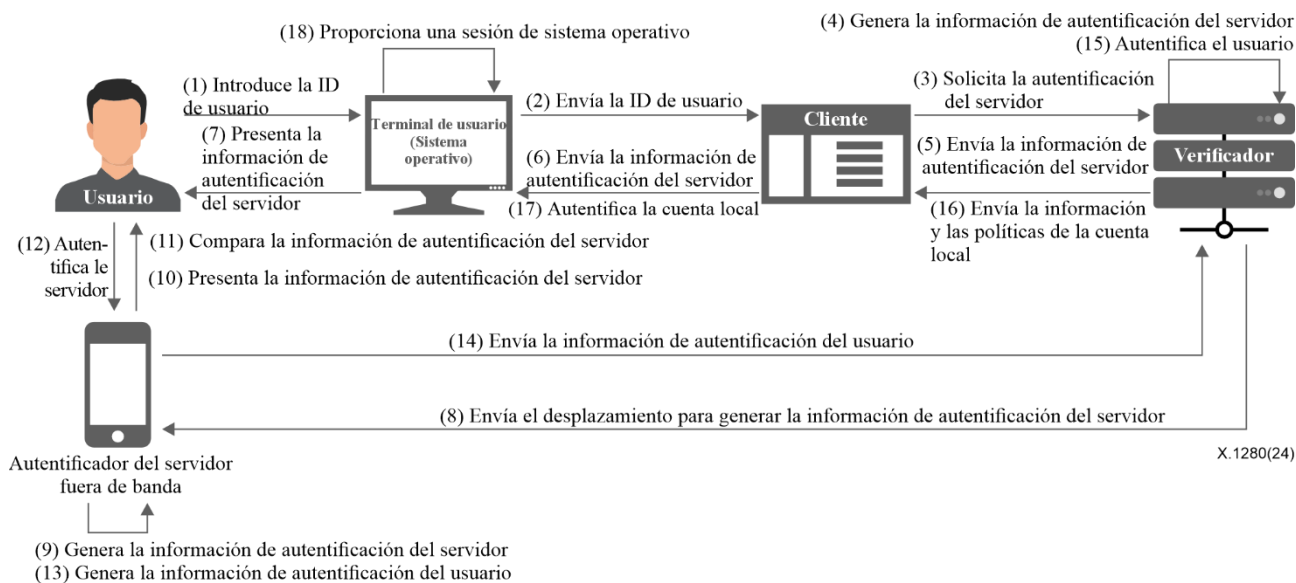 (18) Proporciona una sesión de sistema operativo
(4) Genera la información de autentificación del servidor
(15) Autentifica el usuario
(1) Introduce la ID
de usuario
(2) Envía la ID de usuario
(3) Solicita la autentificación
del servidor
Terminal de usuario
(Sistema
operativo)
Cliente
(7) Presenta la
información de
autentificación
del servidor
(6) Envía la información de
autentificación del servidor
(17) Autentifica la cuenta local
(5) Envía la información de
autentificación del servidor
(16) Envía la información
y las políticas de la cuenta
local
Verificador
Usuario
(12) Auten-
tifica le
servidor
(11) Compara la información de autentificación del servidor
(10) Presenta la información de autentificación del servidor
(14) Envía la información de autentificación del usuario
(8) Envía el desplazamiento para generar la información de autentificación del servidor
X.1280(24)
Autentificador del servidor
fuera de banda
(9) Genera la información de autentificación del servidor
(13) Genera la información de autentificación del usuario